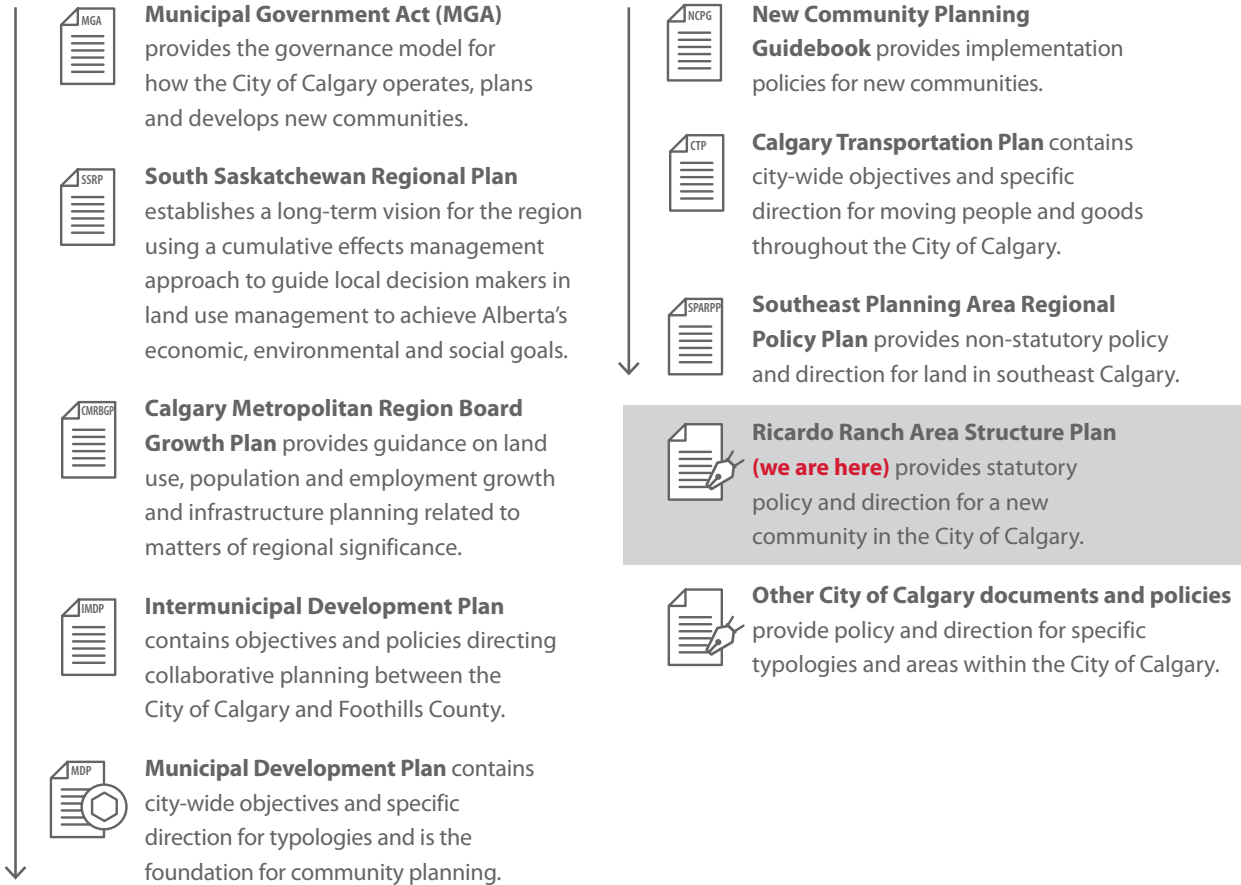 MGA
Municipal Government Act (MGA)
provides the governance model for
how the City of Calgary operates, plans
and develops new communities.
SSRP
South Saskatchewan Regional Plan
establishes a long-term vision for the region
using a cumulative effects management
approach to guide local decision makers in
land use management to achieve Alberta’s
economic, environmental and social goals.
CMRBGP
Calgary Metropolitan Region Board
Growth Plan provides guidance on land
use, population and employment growth
and infrastructure planning related to
matters of regional significance.
IMDP
Intermunicipal Development Plan
contains objectives and policies directing
collaborative planning between the
City of Calgary and Foothills County.
MDP
Municipal Development Plan contains
city-wide objectives and specific
direction for typologies and is the
foundation for community planning.
NCPG
New Community Planning
Guidebook provides implementation
policies for new communities.
CTP
Calgary Transportation Plan contains
city-wide objectives and specific
direction for moving people and goods
throughout the City of Calgary.
SPARPP
Southeast Planning Area Regional
Policy Plan provides non-statutory policy
and direction for land in southeast Calgary.
Ricardo Ranch Area Structure Plan
(we are here) provides statutory
policy and direction for a new
community in the City of Calgary.
Other City of Calgary documents and policies
provide policy and direction for specific
typologies and areas within the City of Calgary.